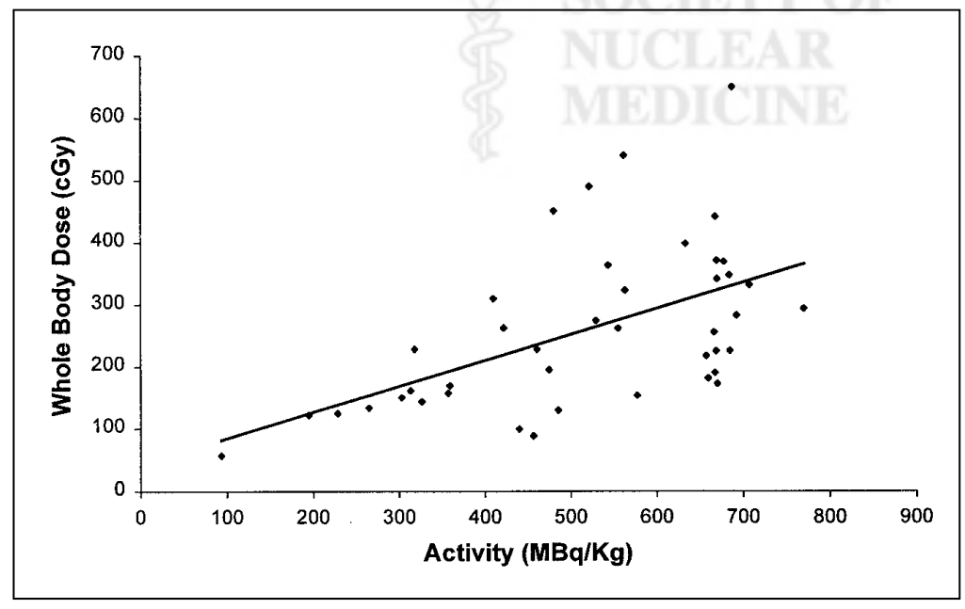 SOCIETY OF
NUCLEAR
MEDICINE
700
600
500
400
300
200
100
0
Whole Body Dose (cGy)
0 100 200 300 400 500 600 700 800 900
Activity (MBq/Kg)